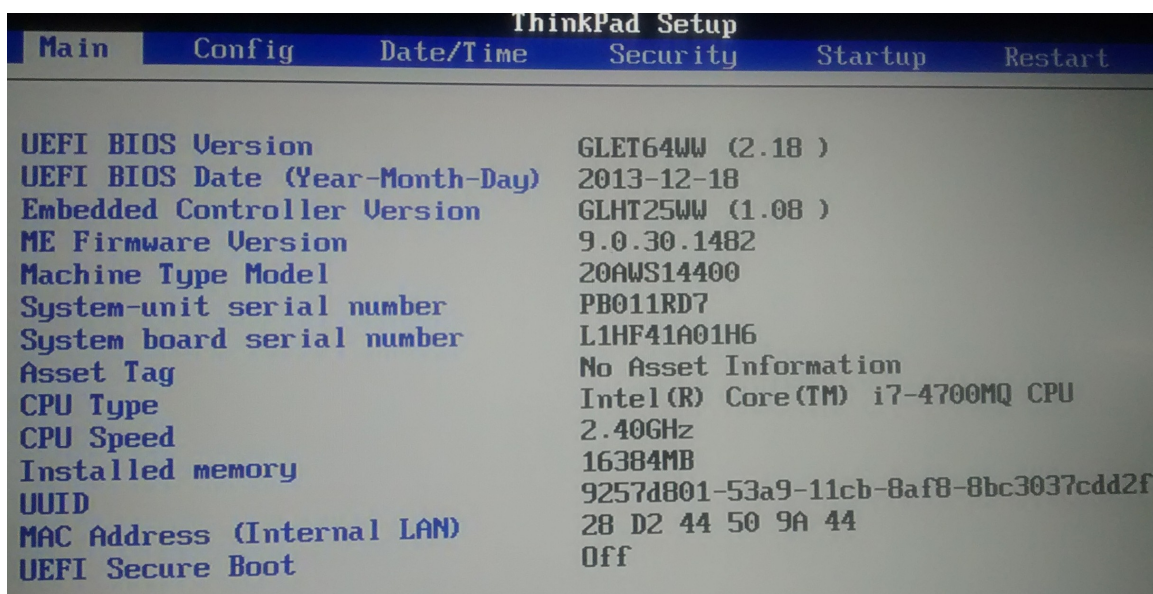 ThinkPad Setup
Main Config Date/Time Security Startup Restart
UEFI BIOS Version GLET64WW (2.18 )
UEFI BIOS Date (Year-Month-Day) 2013-12-18
Embedded Controller Version GLHT25WW (1.08 )
ME Firmware Version 9.0.30.1482
Machine Type Model 20AWS14400
System-unit serial number PB011RD7
System board serial number L1HF41A01H6
Asset Tag No Asset Information
CPU Type Intel(R) Core(TM) i7-4700MQ CPU
CPU Speed 2.40GHz
Installed memory 16384MB
UUID 9257d801-53a9-11cb-8af8-8bc3037cdd2f
MAC Address (Internal LAN) 28 D2 44 50 9A 44
UEFI Secure Boot Off